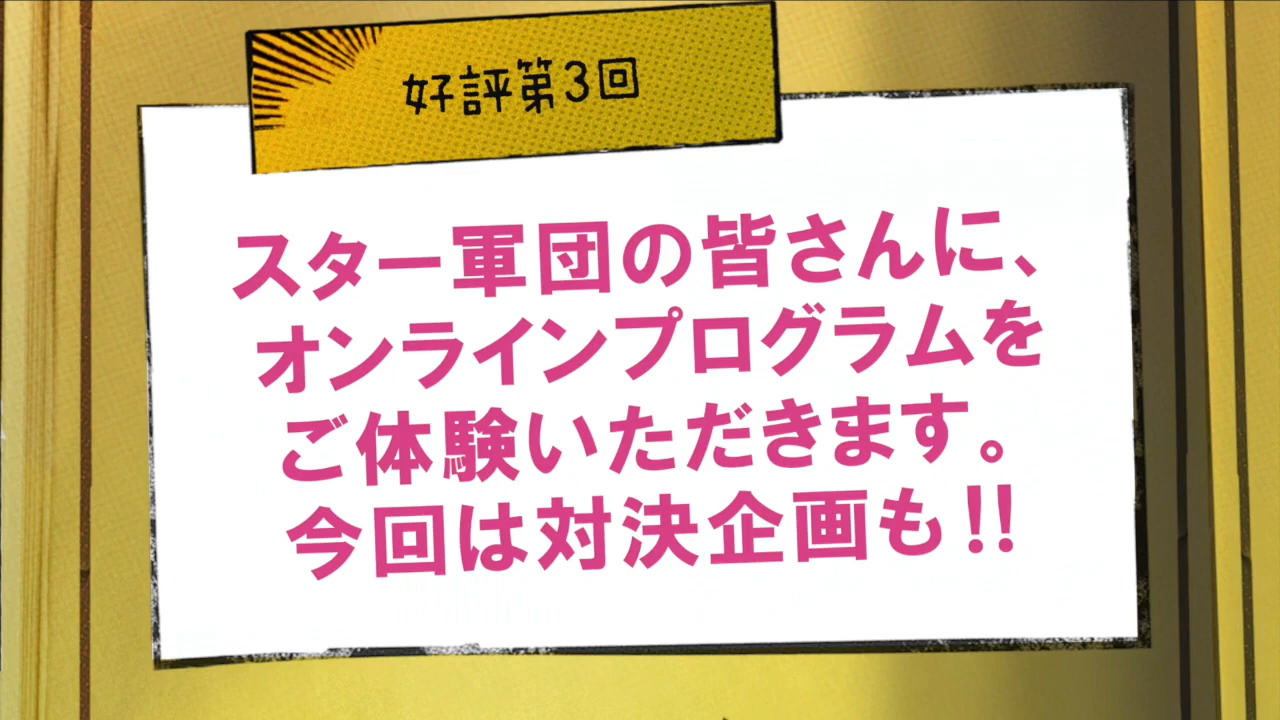 好評第3回
スター軍団の皆さんに、
オンラインプログラムを
ご体験いただきます。
今回は対決企画も!!